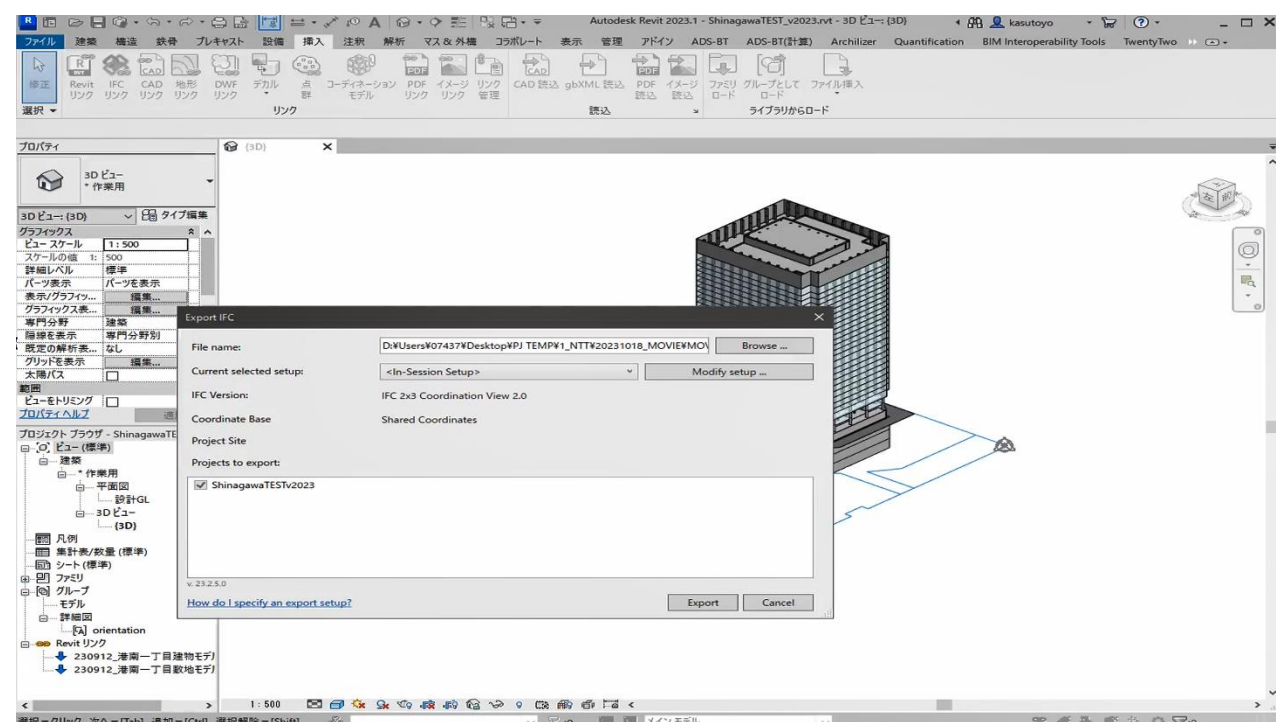 Autodesk Revit 2023.1 - ShinagawaTEST_v2023.rvt - 3D ビュー: {3D}
kasutoyo
ファイル 建築 構造 鉄骨 プレキャスト 設備 挿入 注釈 解析 マス & 外構 コラボレート 表示 管理 アドイン ADS-BT ADS-BT(計算) Archilizer Quantification BIM Interoperability Tools TwentyTwo
修正 Revit リンク IFC リンク CAD リンク 地形 リンク DWF リンク デカル 点群 コーディネーション モデル PDF リンク イメージ リンク リンク 管理 CAD 読込 gbXML 読込 PDF 読込 イメージ 読込 ファミリ ロード グループとして ロード ファイル挿入
選択 リンク 読込 ライブラリからロード
プロパティ
{3D}
3D ビュー
* 作業用
3D ビュー: {3D} タイプ編集
グラフィックス
ビュー スケール 1 : 500
スケールの値 1: 500
詳細レベル 標準
パーツ表示 パーツを表示
表示/グラフィッ... 編集...
グラフィックス表... 編集...
専門分野 建築
隠線を表示 専門分野別
既定の解析表... なし
グリッドを表示 編集...
太陽パス
範囲
ビューをトリミング
プロパティ ヘルプ
プロジェクト ブラウザ - ShinagawaTE
ビュー (標準)
建築
* 作業用
平面図
設計GL
3D ビュー
{3D}
凡例
集計表/数量 (標準)
シート (標準)
ファミリ
グループ
モデル
詳細図
orientation
Revit リンク
230912_港南一丁目建物モデ
230912_港南一丁目敷地モデ
Export IFC
File name: D:¥Users¥07437¥Desktop¥PJ TEMP¥1_NTT¥20231018_MOVIE¥MOV Browse ...
Current selected setup: <In-Session Setup> Modify setup ...
IFC Version: IFC 2x3 Coordination View 2.0
Coordinate Base Shared Coordinates
Project Site
Projects to export:
ShinagawaTESTv2023
v. 23.2.5.0
How do I specify an export setup? Export Cancel
1 : 500